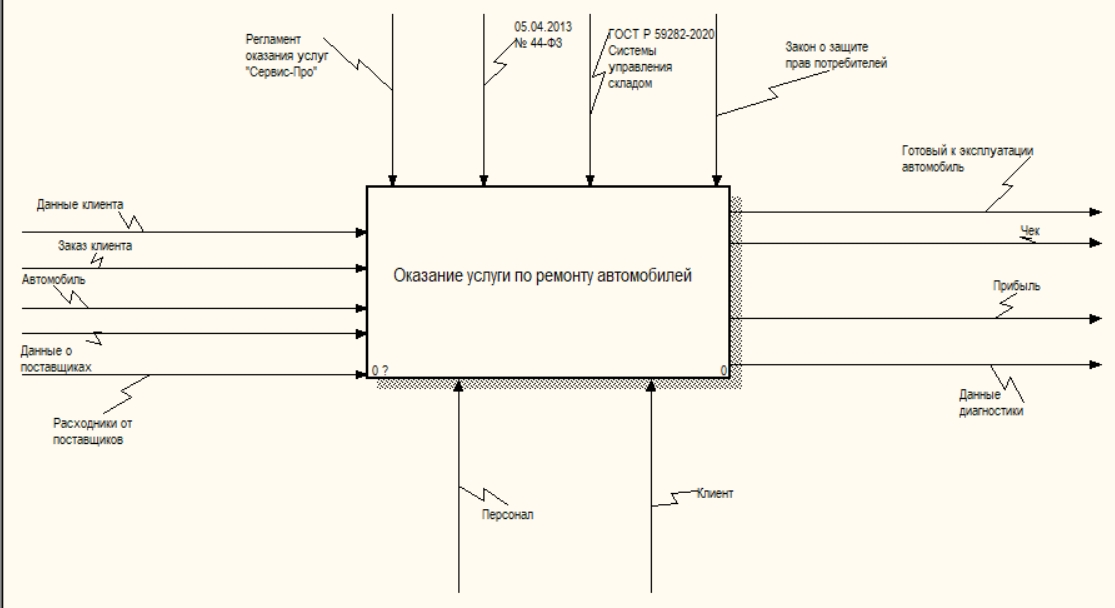 Регламент
оказания услуг
"Сервис-Про"
05.04.2013
№ 44-ФЗ
ГОСТ Р 59282-2020
Системы
управления
складом
Закон о защите
прав потребителей
Готовый к эксплуатации
автомобиль
Данные клиента
Чек
Заказ клиента
Оказание услуги по ремонту автомобилей
Автомобиль
Прибыль
Данные о
поставщиках
0 ?
0
Данные
диагностики
Расходники от
поставщиков
Клиент
Персонал